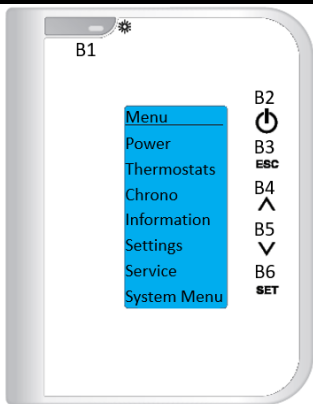 B1
B2
Menu
Power
B3
ESC
Thermostats
Chrono
B4
Information
B5
Settings
Service
B6
System Menu
SET